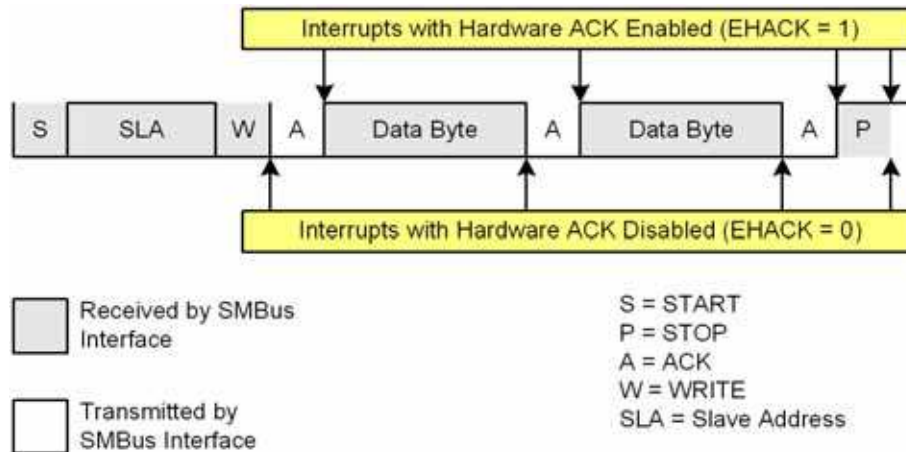 Interrupts with Hardware ACK Enabled (EHACK = 1)
S SLA W A Data Byte A Data Byte A P
Interrupts with Hardware ACK Disabled (EHACK = 0)
Received by SMBus
Interface
Transmitted by
SMBus Interface
S = START
P = STOP
A = ACK
W = WRITE
SLA = Slave Address